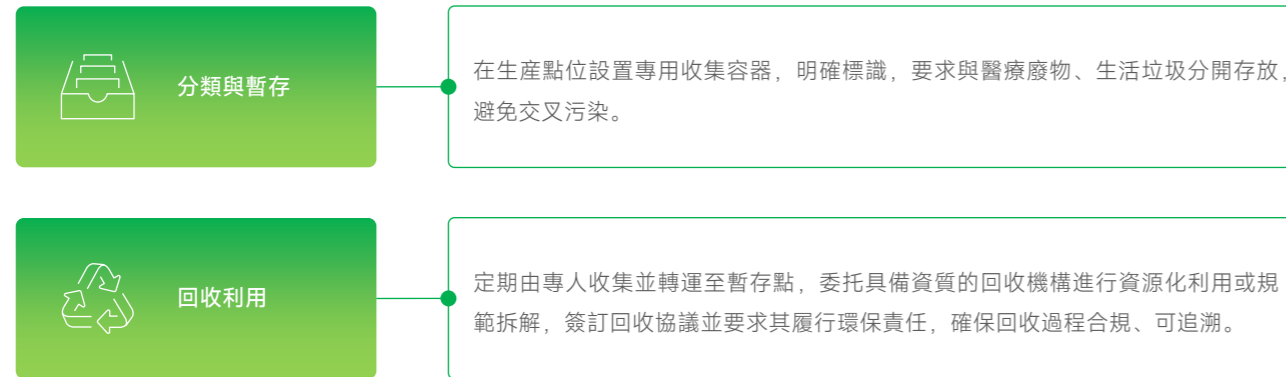 分類與暫存
在生產點位設置專用收集容器，明確標識，要求與醫療廢物、生活垃圾分開存放，
避免交叉污染。
回收利用
定期由專人收集並轉運至暫存點，委托具備資質的回收機構進行資源化利用或規
範拆解，簽訂回收協議並要求其履行環保責任，確保回收過程合規、可追溯。